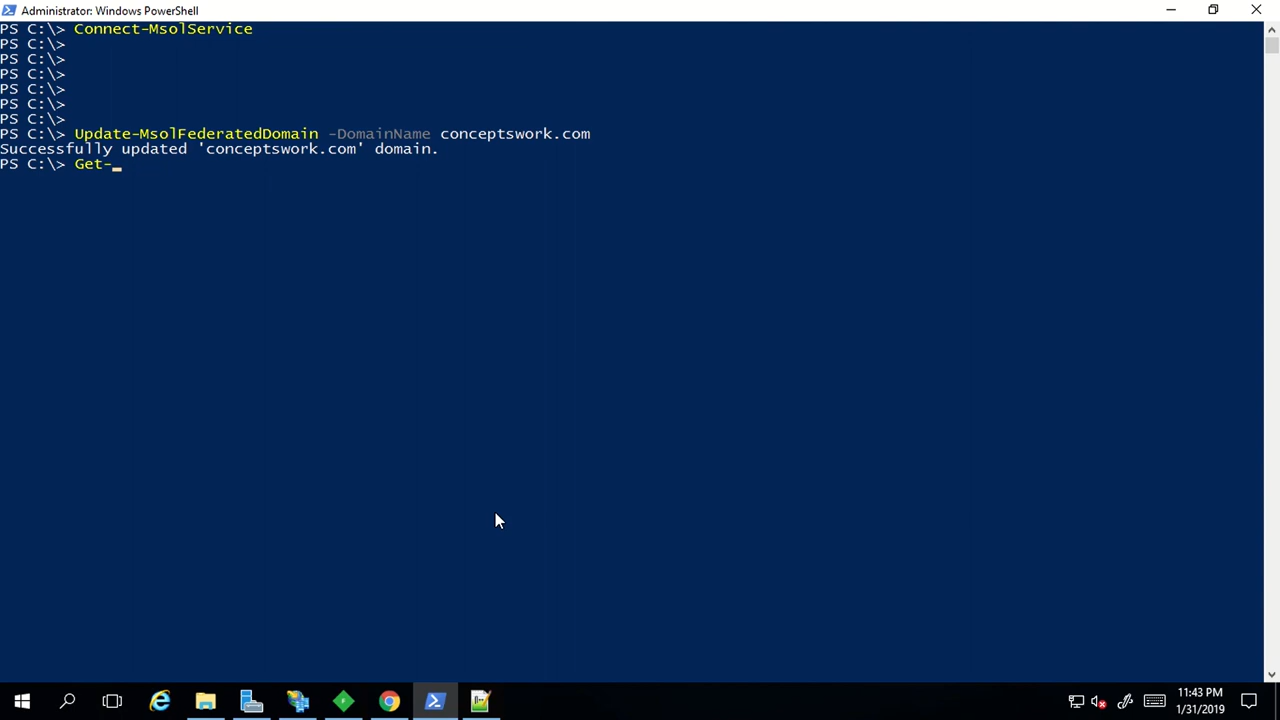 Administrator: Windows PowerShell
PS C:\> Connect-MsolService
PS C:\>
PS C:\>
PS C:\>
PS C:\>
PS C:\>
PS C:\>
PS C:\> Update-MsolFederatedDomain -DomainName conceptswork.com
Successfully updated 'conceptswork.com' domain.
PS C:\> Get-_
11:43 PM
1/31/2019